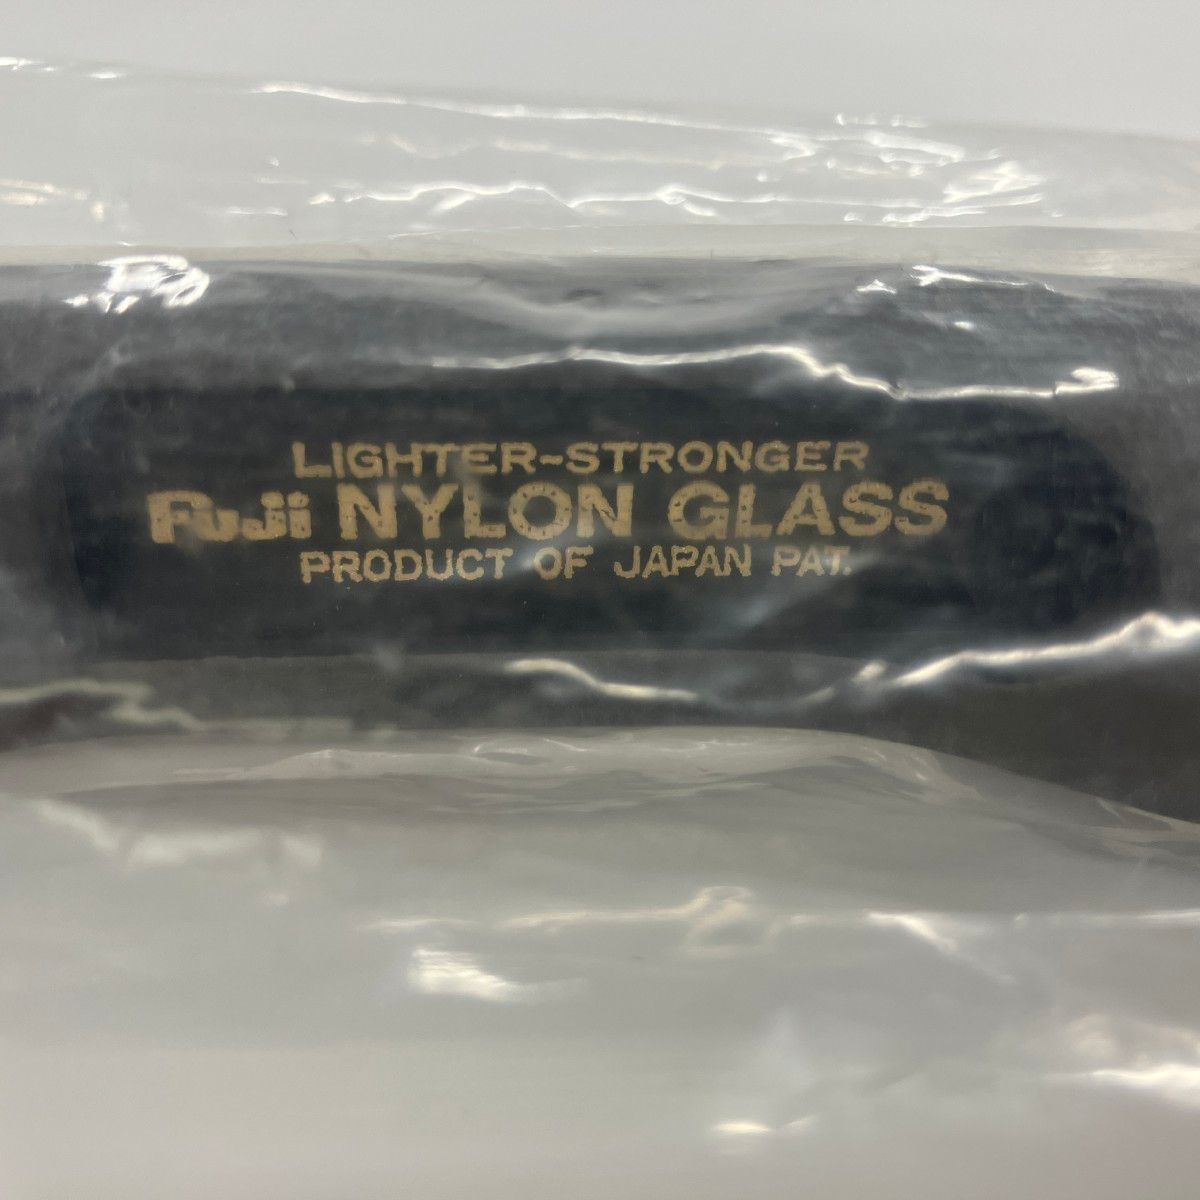 LIGHTER-STRONGER
Fuji NYLON GLASS
PRODUCT OF JAPAN PAT.